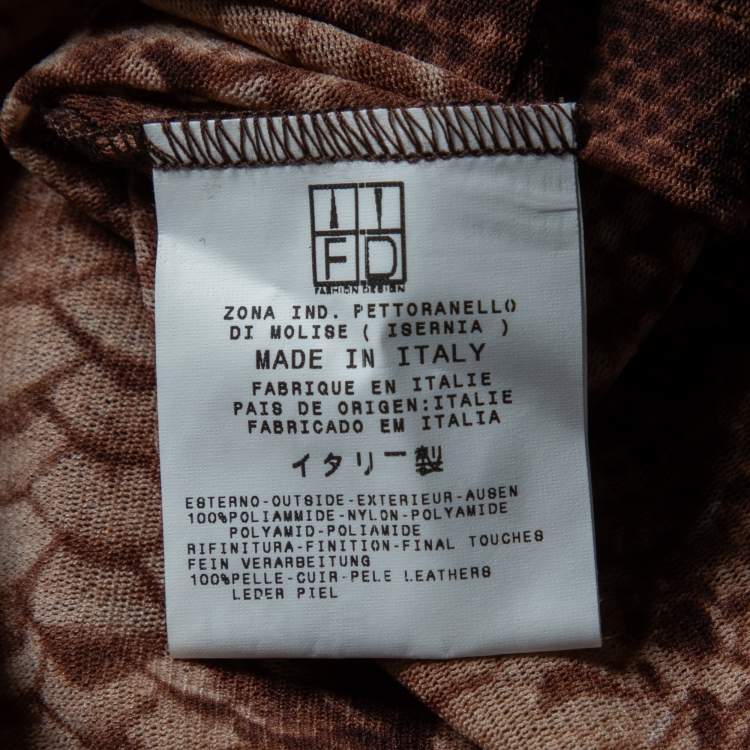 IT
FD
FASHION DESIGN
ZONA IND. PETTORANELLO
DI MOLISE ( ISERNIA )
MADE IN ITALY
FABRIQUE EN ITALIE
PAIS DE ORIGEN:ITALIE
FABRICADO EM ITALIA
イタリー製
ESTERNO-OUTSIDE-EXTERIEUR-AUSEN
100%POLIAMMIDE-NYLON-POLYAMIDE
POLYAMID-POLIAMIDE
RIFINITURA-FINITION-FINAL TOUCHES
FEIN VERARBEITUNG
100%PELLE-CUIR-PELE LEATHERS
LEDER PIEL